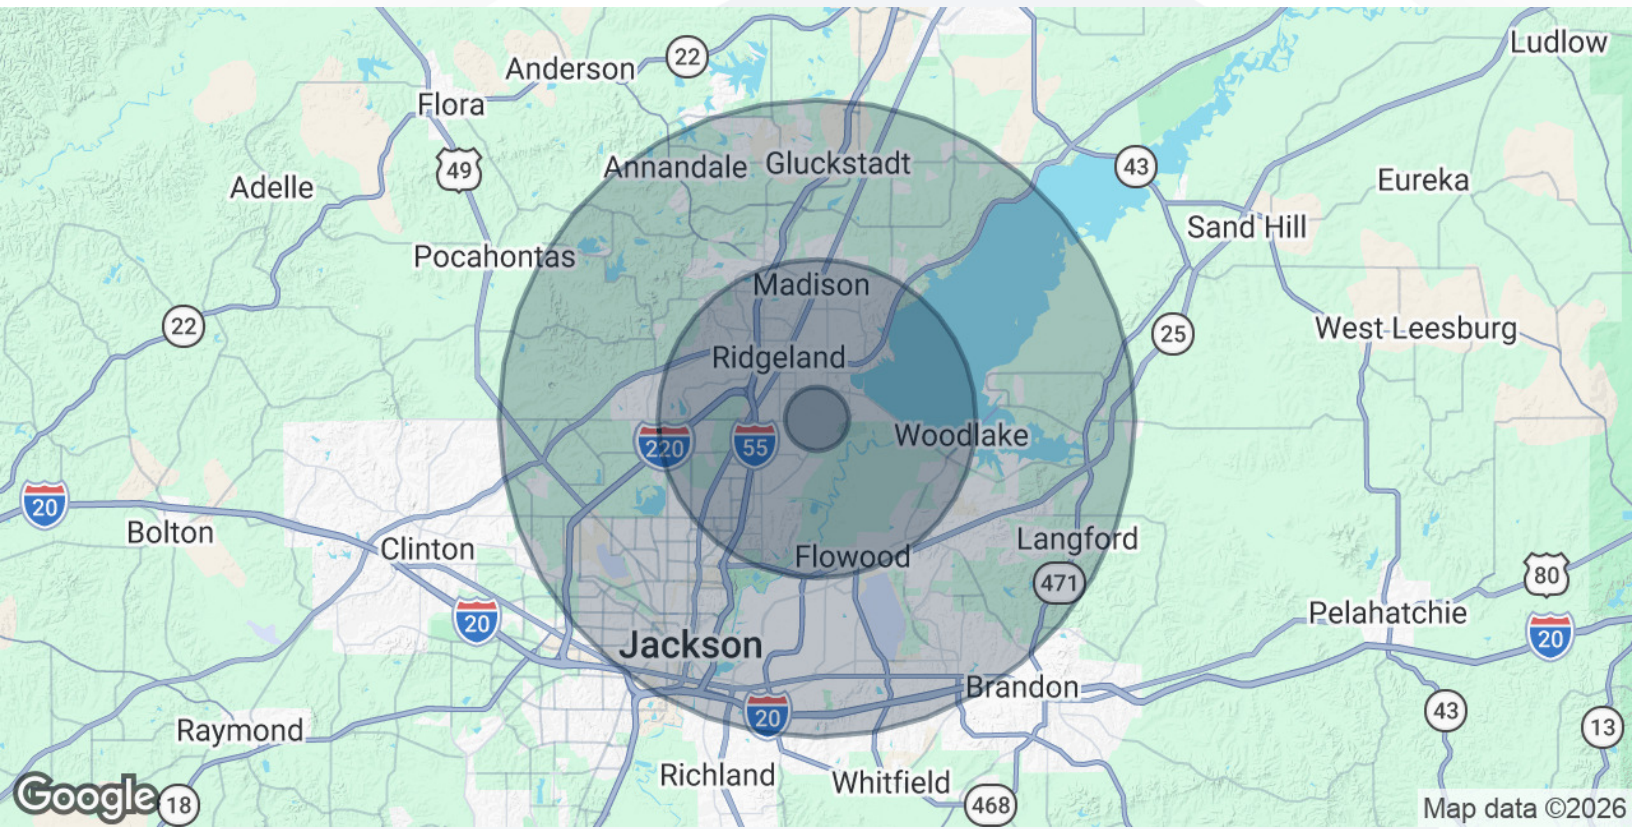 Ludlow
22
Anderson
Flora
43
Annandale
Gluckstadt
49
Eureka
Adelle
Sand Hill
Pocahontas
Madison
22
West Leesburg
25
Ridgeland
Woodlake
220
55
20
Bolton
Langford
Clinton
Flowood
80
471
Pelahatchie
20
20
Jackson
Brandon
43
20
13
Raymond
Richland
Whitfield
Google
18
468
Map data ©2026